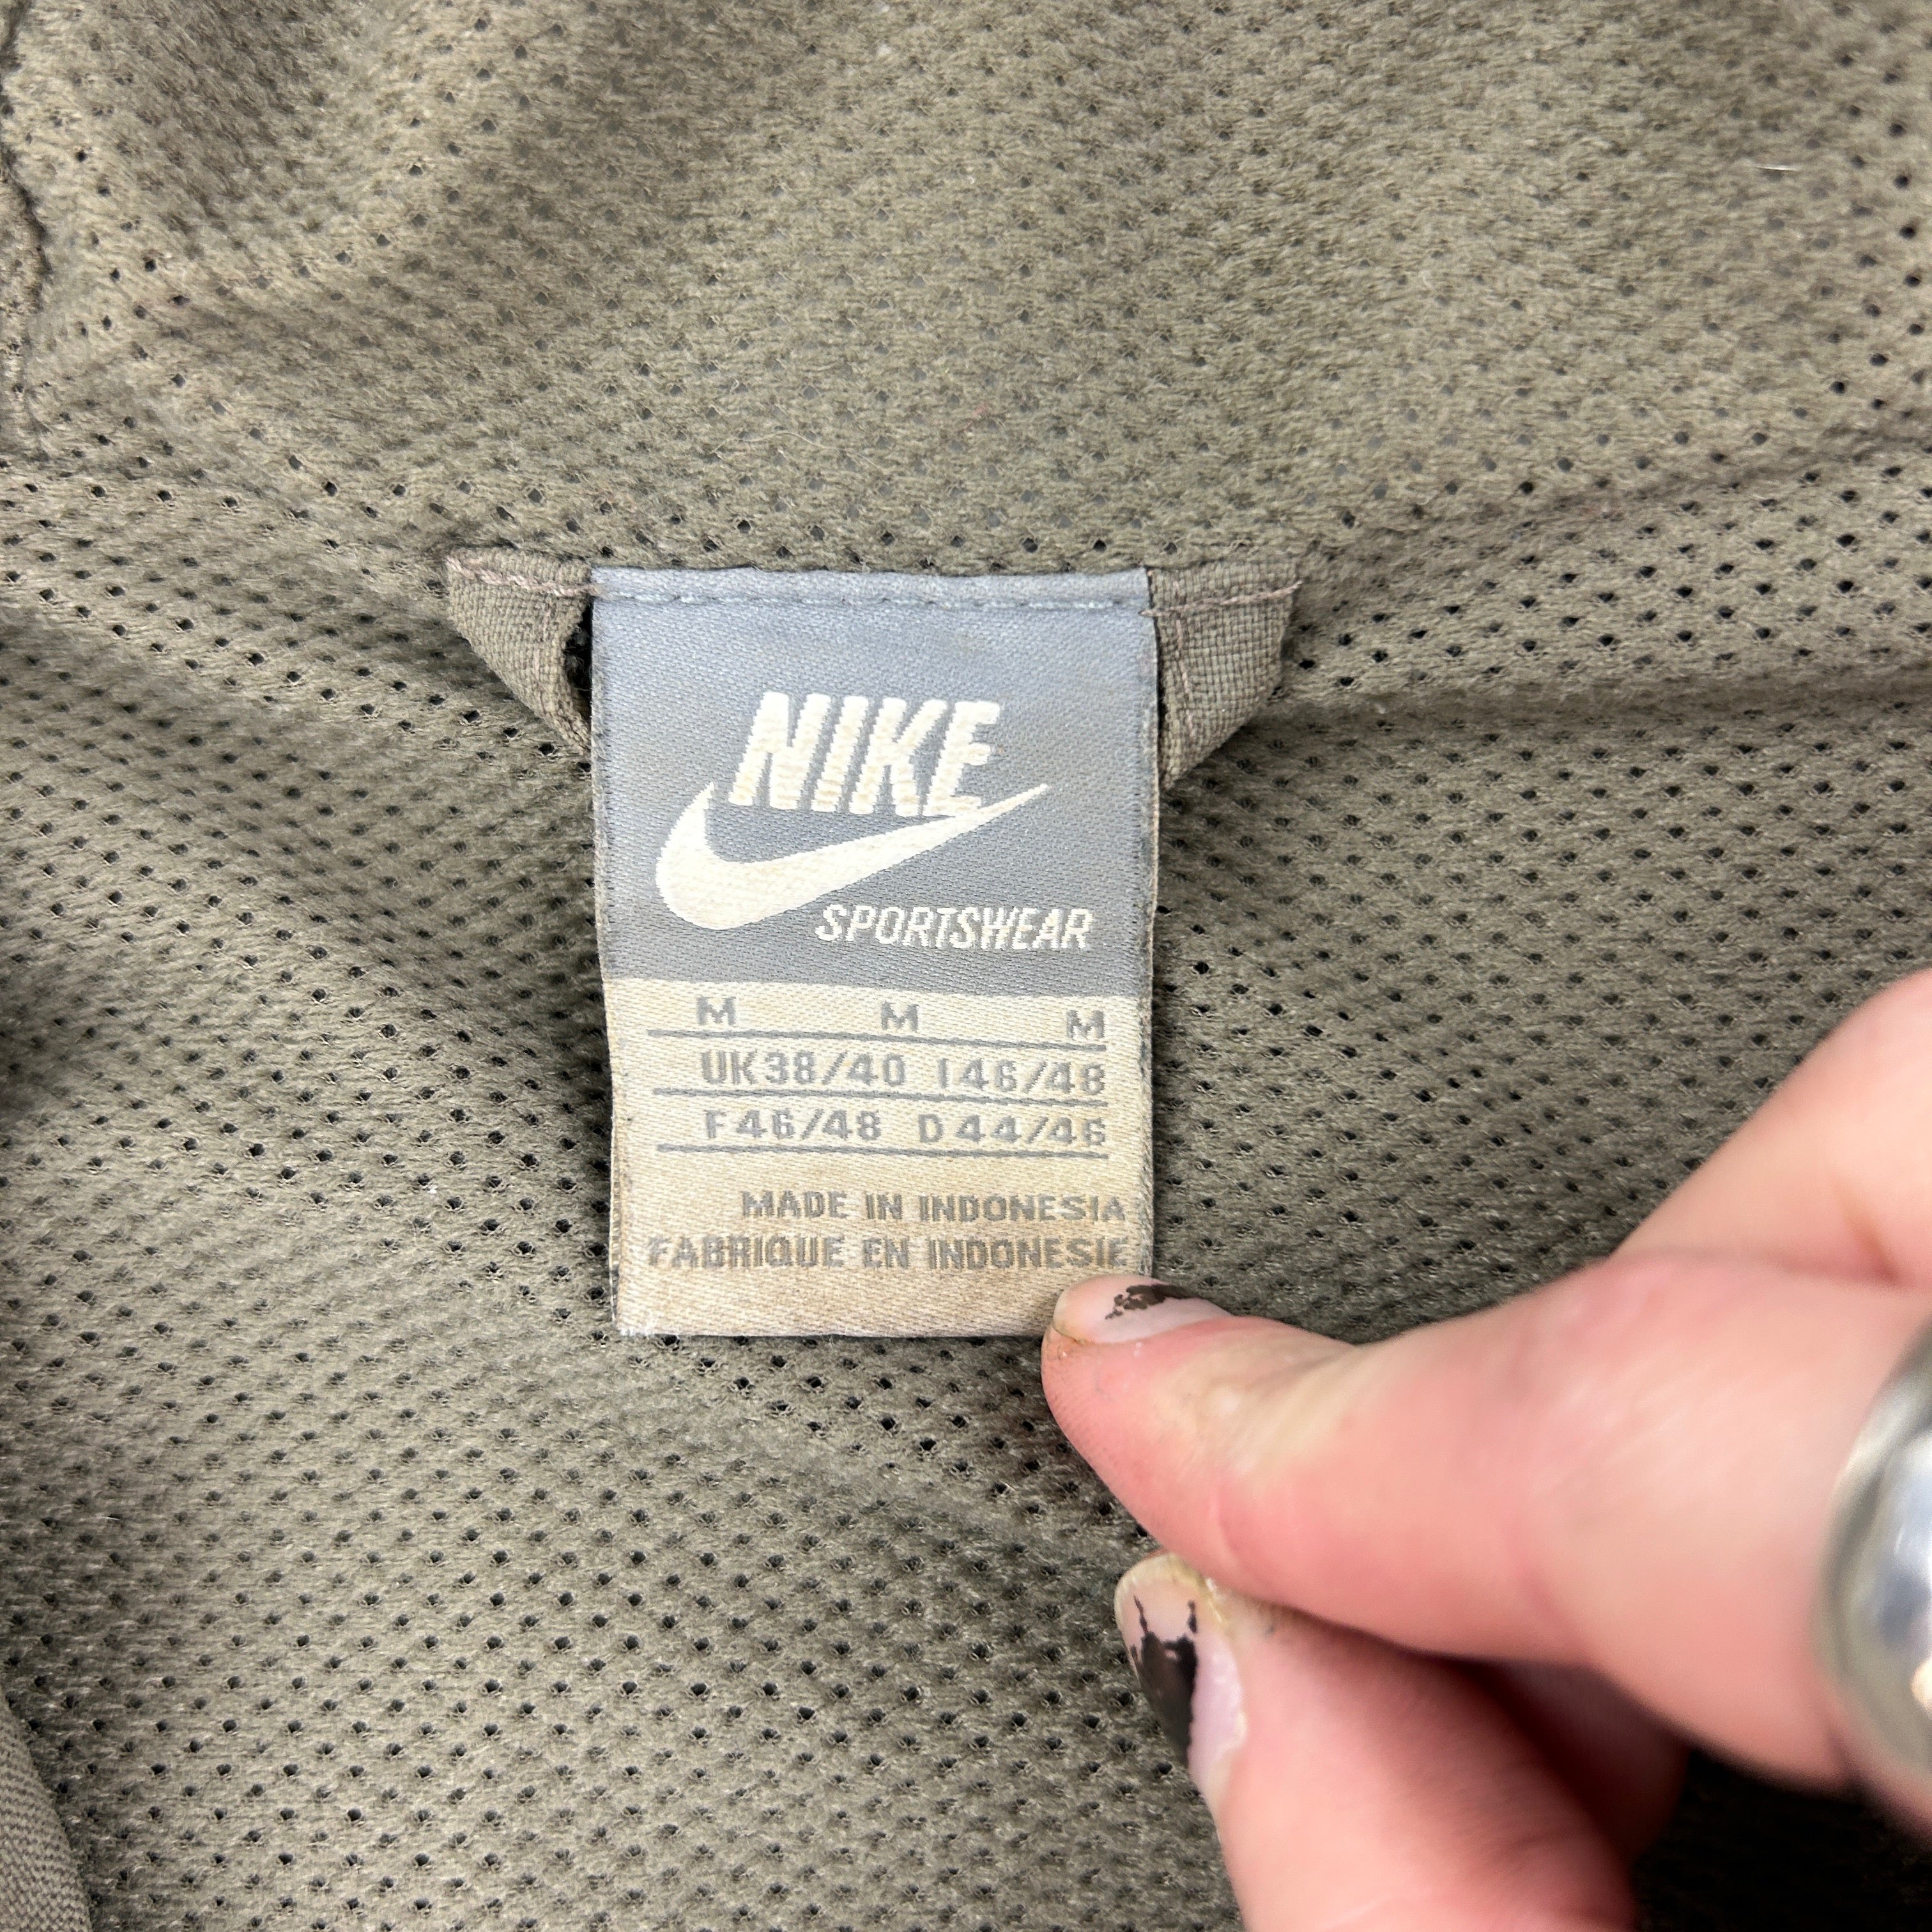 NIKE
SPORTSWEAR
M M M
UK38/40 I46/48
F46/48 D44/46
MADE IN INDONESIA
FABRIQUE EN INDONESIE